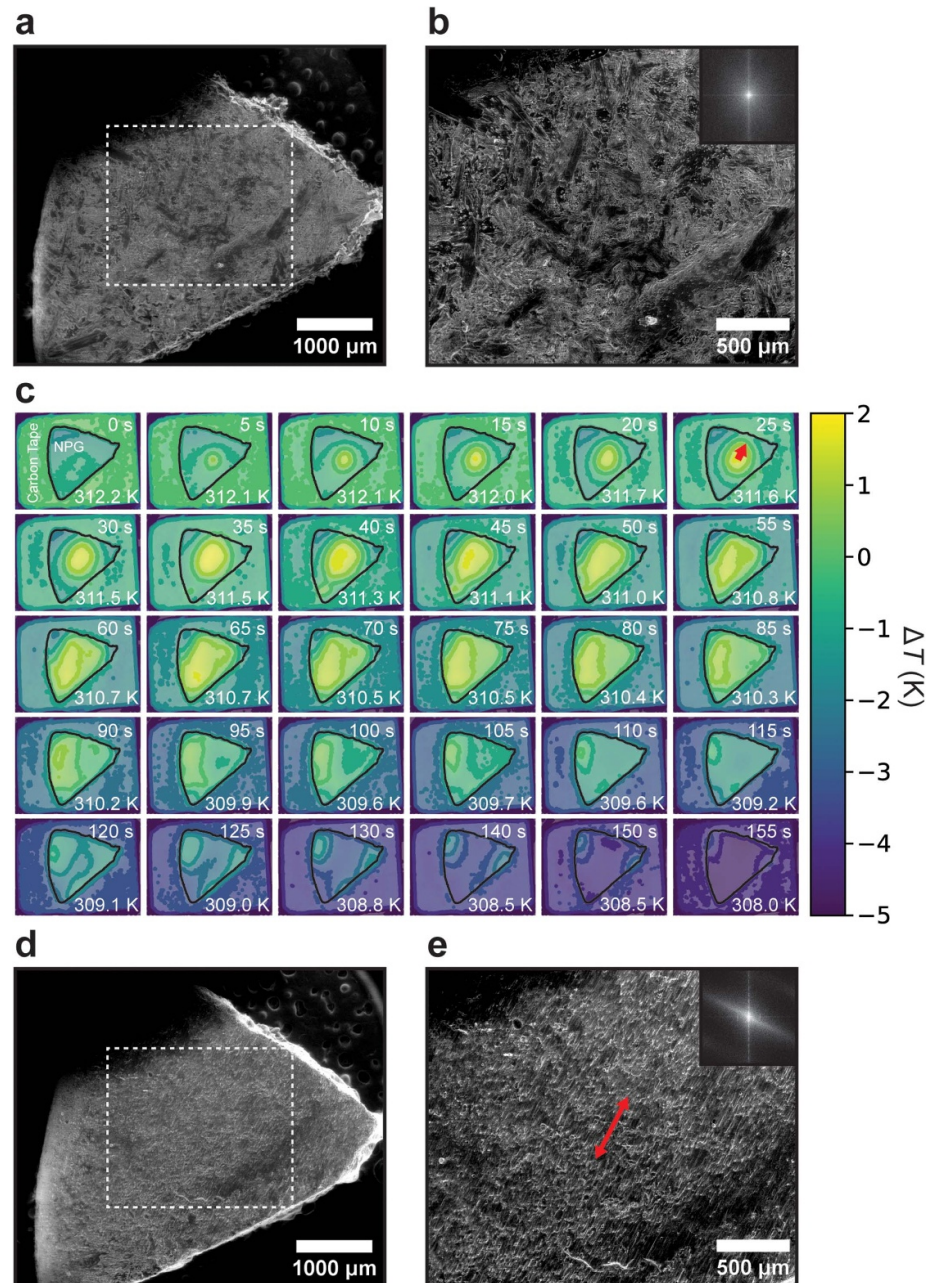 a
b
1000 µm
500 µm
c
Carbon Tape
NPG
0 s
312.2 K
5 s
312.1 K
10 s
312.1 K
15 s
312.0 K
20 s
311.7 K
25 s
311.6 K
30 s
311.5 K
35 s
311.5 K
40 s
311.3 K
45 s
311.1 K
50 s
311.0 K
55 s
310.8 K
60 s
310.7 K
65 s
310.7 K
70 s
310.5 K
75 s
310.5 K
80 s
310.4 K
85 s
310.3 K
90 s
310.2 K
95 s
309.9 K
100 s
309.6 K
105 s
309.7 K
110 s
309.6 K
115 s
309.2 K
120 s
309.1 K
125 s
309.0 K
130 s
308.8 K
140 s
308.5 K
150 s
308.5 K
155 s
308.0 K
2
1
0
−1
−2
−3
−4
−5
ΔT (K)
d
e
1000 µm
500 µm